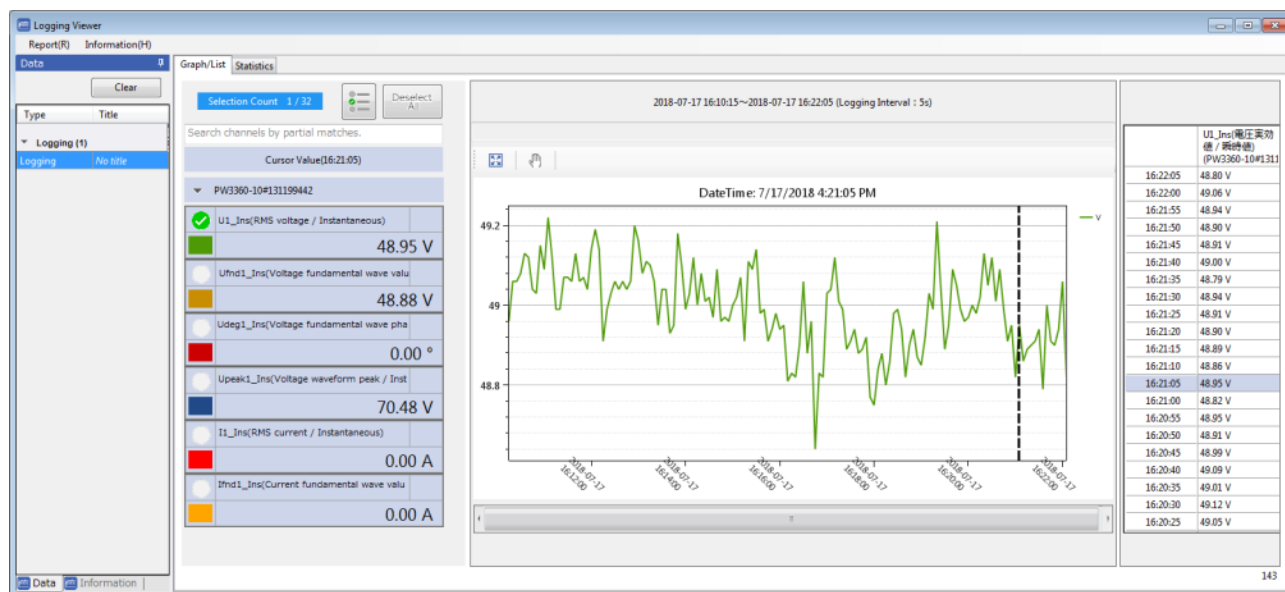 Logging Viewer
Report(R) Information(H)
Data
Clear
Type Title
Logging (1)
Logging No title
Data Information
Graph/List Statistics
Selection Count 1 / 32
Deselect All
Search channels by partial matches.
Cursor Value(16:21:05)
PW3360-10#131199442
U1_Ins(RMS voltage / Instantaneous)
48.95 V
Ufnd1_Ins(Voltage fundamental wave valu
48.88 V
Udeg1_Ins(Voltage fundamental wave pha
0.00 °
Upeak1_Ins(Voltage waveform peak / Inst
70.48 V
I1_Ins(RMS current / Instantaneous)
0.00 A
Ifnd1_Ins(Current fundamental wave valu
0.00 A
2018-07-17 16:10:15～2018-07-17 16:22:05 (Logging Interval : 5s)
DateTime: 7/17/2018 4:21:05 PM
V
49.2
49
48.8
2018-07-17
16:12:00
2018-07-17
16:14:00
2018-07-17
16:16:00
2018-07-17
16:18:00
2018-07-17
16:20:00
2018-07-17
16:22:00
U1_Ins(電圧実効
値 / 瞬時値)
(PW3360-10#1311
16:22:05 48.80 V
16:22:00 49.06 V
16:21:55 48.94 V
16:21:50 48.90 V
16:21:45 48.91 V
16:21:40 49.00 V
16:21:35 48.79 V
16:21:30 48.94 V
16:21:25 48.91 V
16:21:20 48.90 V
16:21:15 48.89 V
16:21:10 48.86 V
16:21:05 48.95 V
16:21:00 48.82 V
16:20:55 48.95 V
16:20:50 48.91 V
16:20:45 48.99 V
16:20:40 49.09 V
16:20:35 49.01 V
16:20:30 49.12 V
16:20:25 49.05 V
143